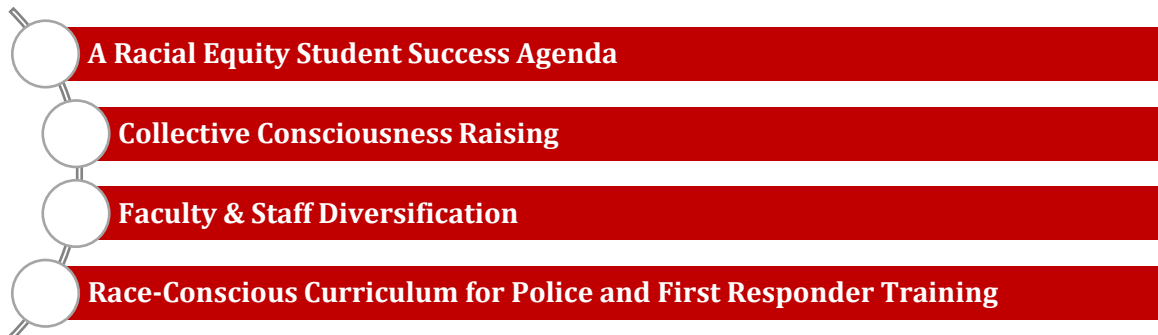 A Racial Equity Student Success Agenda
Collective Consciousness Raising
Faculty & Staff Diversification
Race-Conscious Curriculum for Police and First Responder Training